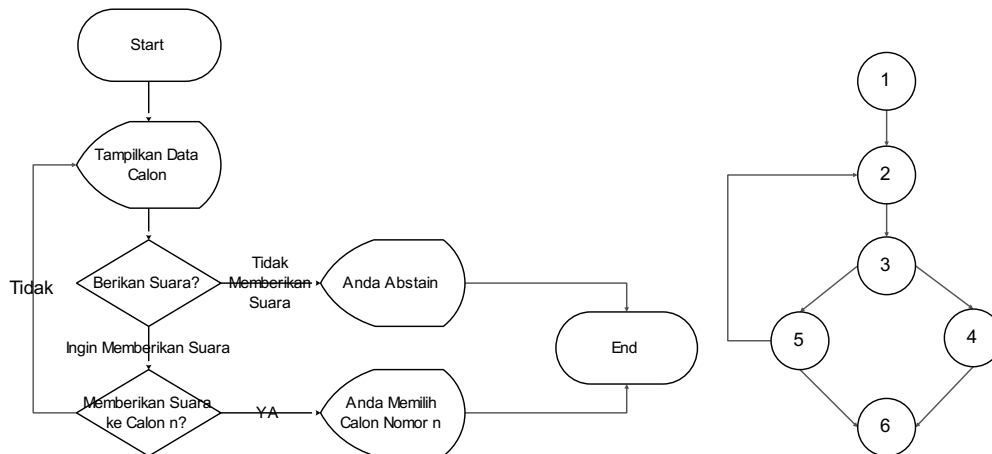 Start
Tampilkan Data
Calon
Berikan Suara?
Tidak
Memberikan
Suara
Anda Abstain
Tidak
Ingin Memberikan Suara
End
Memberikan Suara
ke Calon n?
YA
Anda Memilih
Calon Nomor n
1
2
3
5
4
6